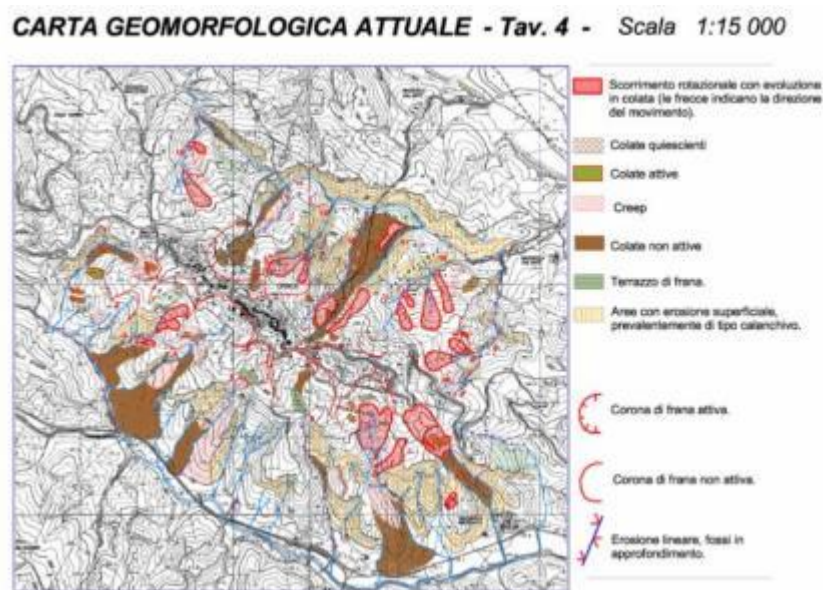 CARTA GEOMORFOLOGICA ATTUALE - Tav. 4 - Scala 1:15 000
Scorrimento rotazionale con evoluzione
in colata (le frecce indicano la direzione
del movimento).
Colate quiescienti
Colate attive
Creep
Colate non attive
Terrazzo di frana.
Aree con erosione superficiale,
prevalentemente di tipo calanchivo.
Corona di frana attiva.
Corona di frana non attiva.
Erosione lineare, fossi in
approfondimento.